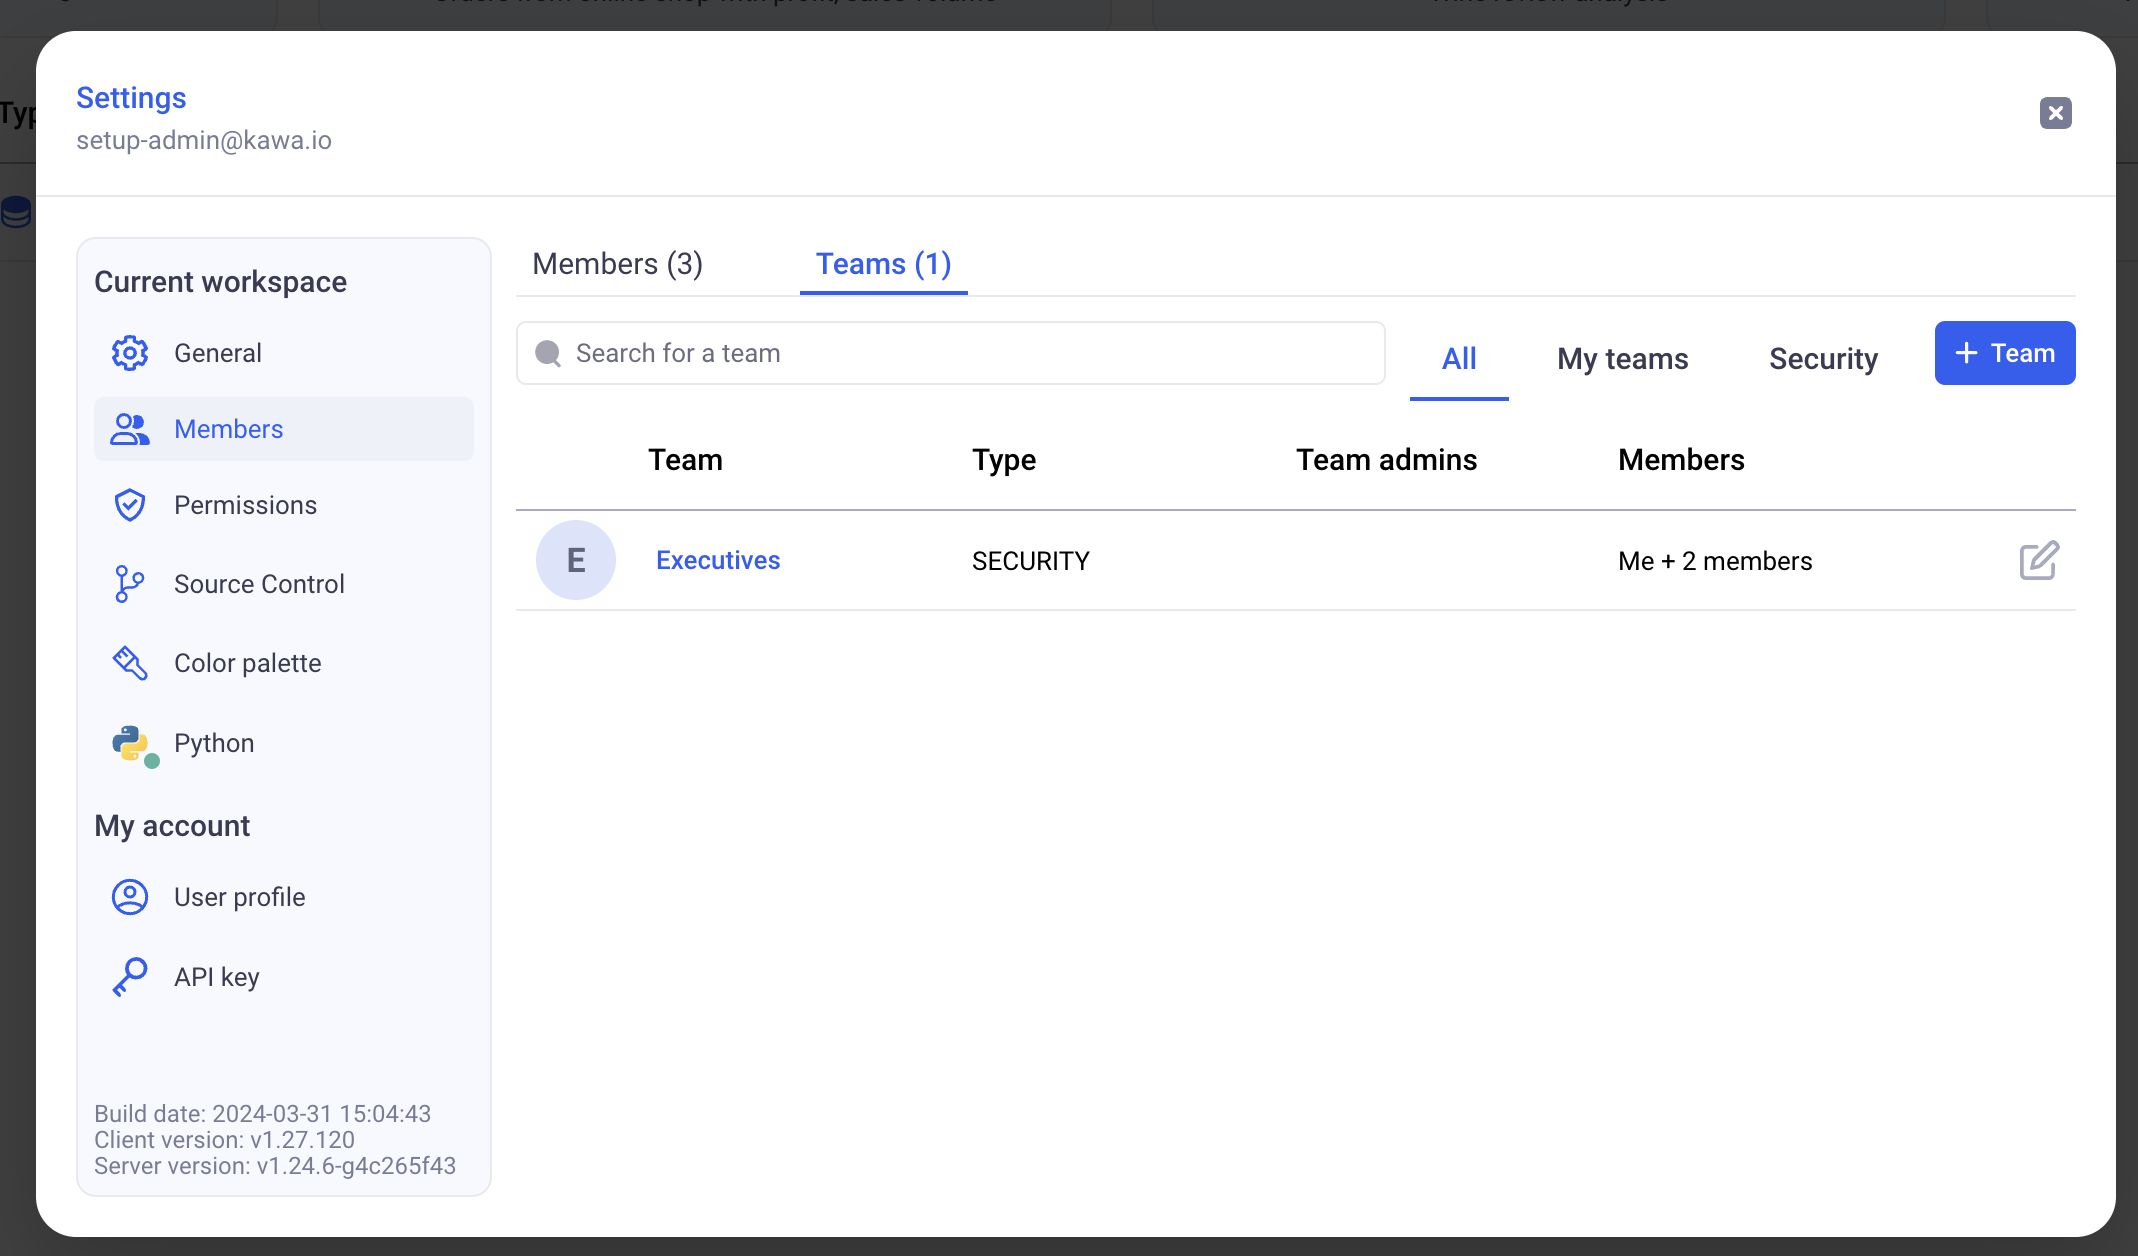 Settings
setup-admin@kawa.io
Current workspace
General
Members
Permissions
Source Control
Color palette
Python
My account
User profile
API key
Build date: 2024-03-31 15:04:43
Client version: v1.27.120
Server version: v1.24.6-g4c265f43
Members (3)
Teams (1)
Search for a team
All
My teams
Security
+ Team
Team
Type
Team admins
Members
E
Executives
SECURITY
Me + 2 members